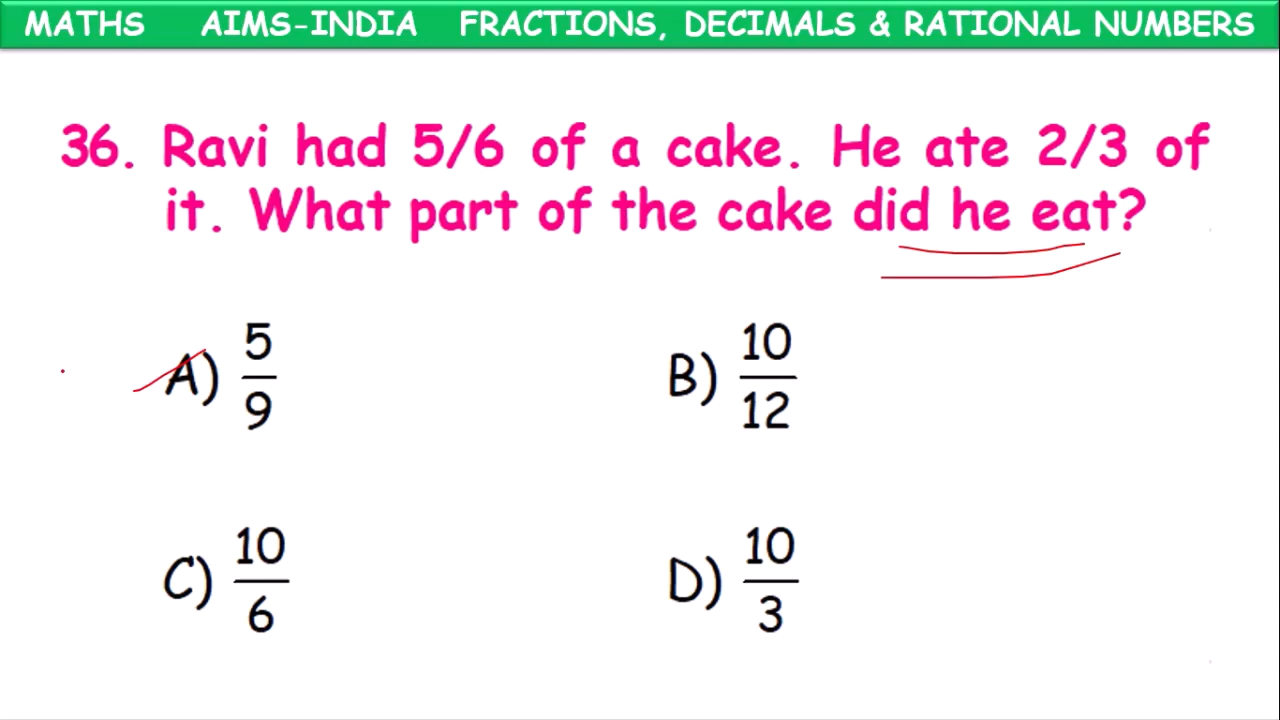 MATHS AIMS-INDIA FRACTIONS, DECIMALS & RATIONAL NUMBERS
36. Ravi had 5/6 of a cake. He ate 2/3 of
it. What part of the cake did he eat?
A) 5/9 B) 10/12
C) 10/6 D) 10/3